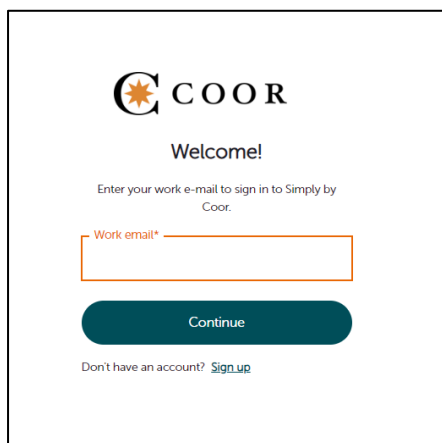 COOR
Welcome!
Enter your work e-mail to sign in to Simply by
Coor.
Work email*
Continue
Don't have an account? Sign up